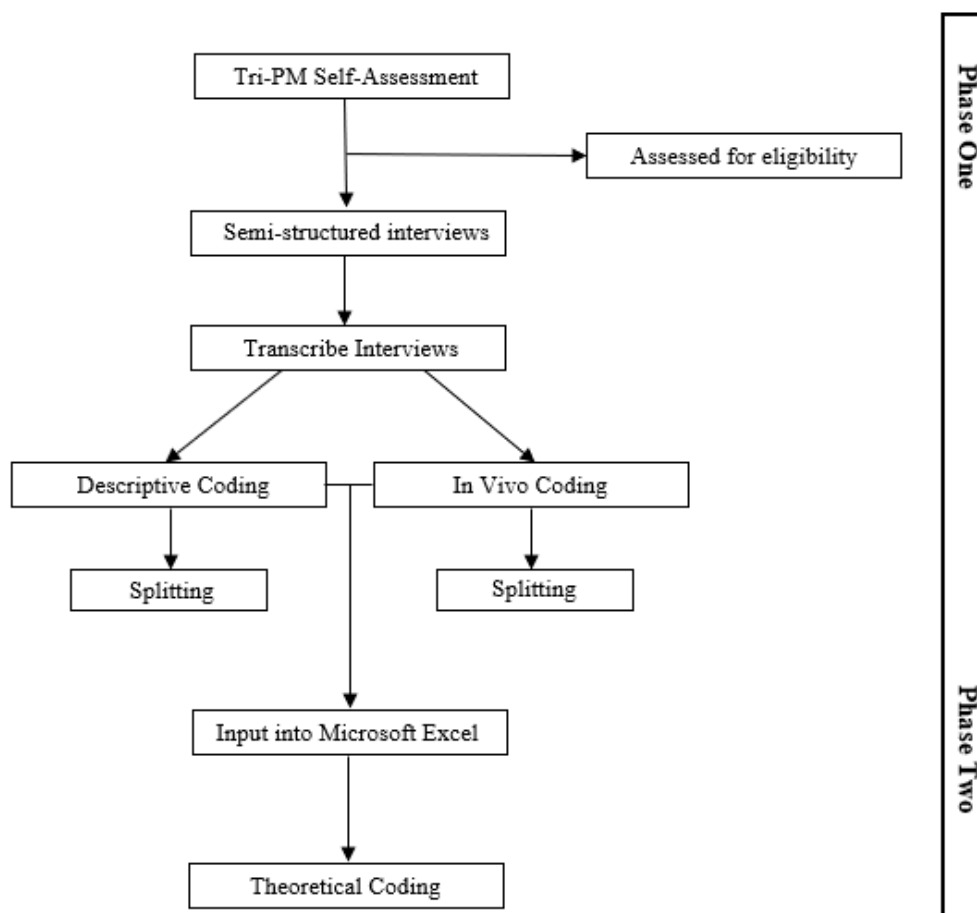 Tri-PM Self-Assessment
Phase One
Assessed for eligibility
Semi-structured interviews
Transcribe Interviews
Descriptive Coding
In Vivo Coding
Splitting
Splitting
Phase Two
Input into Microsoft Excel
Theoretical Coding